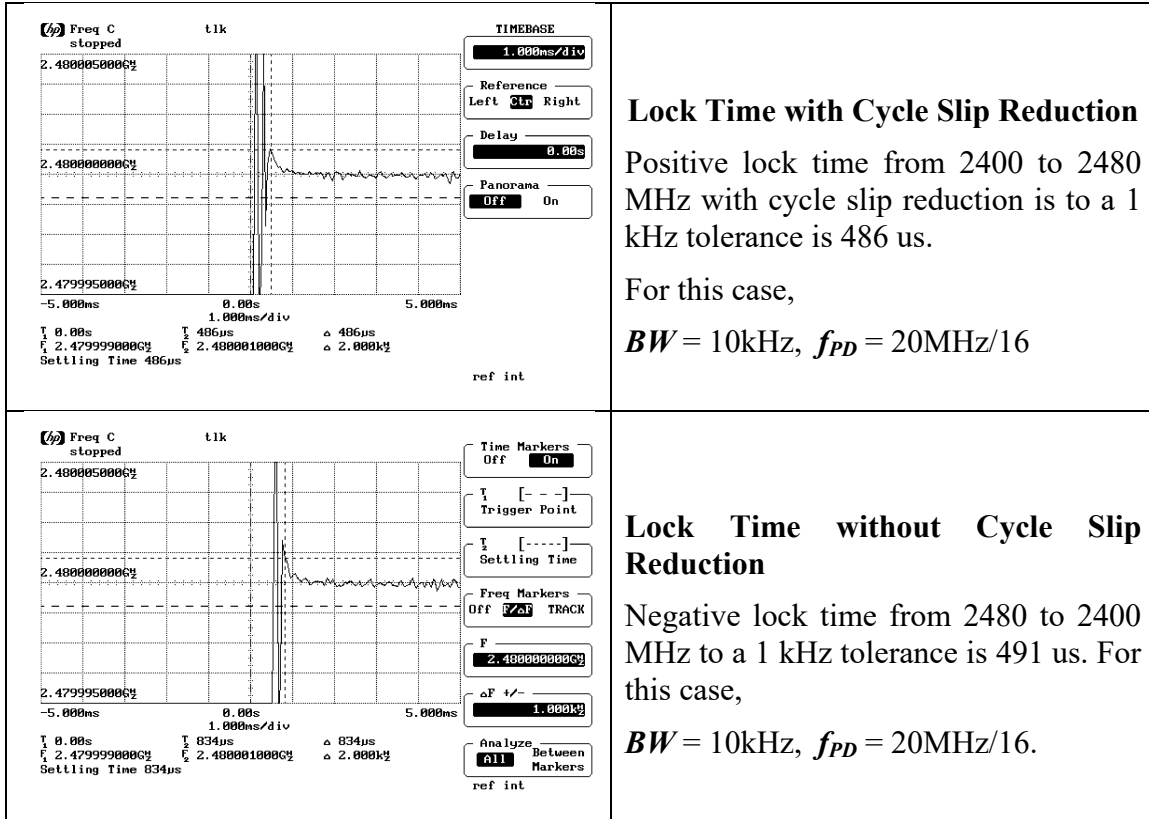 hp Freq C tlk
stopped
TIMEBASE
1.000ms/div
2.480005000GHz
Reference
Left Ctr Right
Delay
0.00s
2.480000000GHz
Panorama
Off On
2.479995000GHz
-5.000ms 0.00s 5.000ms
1.000ms/div
T1 0.00s T2 486µs Δ 486µs
F1 2.479999000GHz F2 2.480001000GHz Δ 2.000kHz
Settling Time 486µs
ref int
Lock Time with Cycle Slip Reduction
Positive lock time from 2400 to 2480
MHz with cycle slip reduction is to a 1
kHz tolerance is 486 us.
For this case,
BW = 10kHz, fPD = 20MHz/16
hp Freq C tlk
stopped
Time Markers
Off On
2.480005000GHz
T1 [- - -]
Trigger Point
T2 [-----]
Settling Time
2.480000000GHz
Freq Markers
Off F/ΔF TRACK
F
2.480000000GHz
2.479995000GHz
ΔF +/-
1.000kHz
-5.000ms 0.00s 5.000ms
1.000ms/div
T1 0.00s T2 834µs Δ 834µs
F1 2.479999000GHz F2 2.480001000GHz Δ 2.000kHz
Settling Time 834µs
Analyze
All Between
Markers
ref int
Lock Time without Cycle Slip
Reduction
Negative lock time from 2480 to 2400
MHz to a 1 kHz tolerance is 491 us. For
this case,
BW = 10kHz, fPD = 20MHz/16.